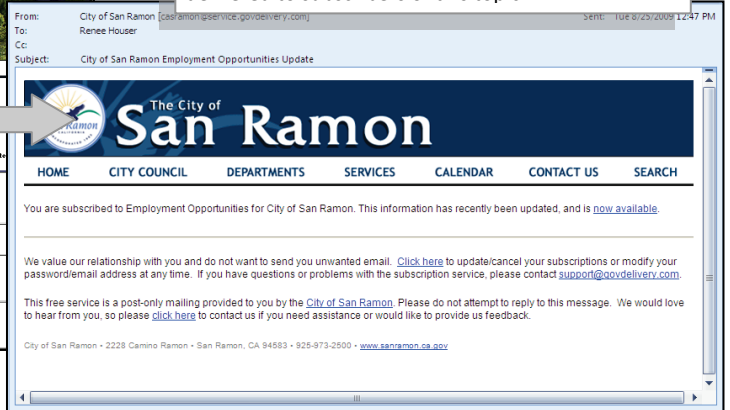 From: City of San Ramon [casramon@service.govdelivery.com] Sent: Tue 8/25/2009 12:47 PM
To: Renee Houser
Cc:
Subject: City of San Ramon Employment Opportunities Update
The City of
San Ramon
HOME CITY COUNCIL DEPARTMENTS SERVICES CALENDAR CONTACT US SEARCH
You are subscribed to Employment Opportunities for City of San Ramon. This information has recently been updated, and is now available.
We value our relationship with you and do not want to send you unwanted email. Click here to update/cancel your subscriptions or modify your
password/email address at any time. If you have questions or problems with the subscription service, please contact support@govdelivery.com.
This free service is a post-only mailing provided to you by the City of San Ramon. Please do not attempt to reply to this message. We would love
to hear from you, so please click here to contact us if you need assistance or would like to provide us feedback.
City of San Ramon · 2228 Camino Ramon · San Ramon, CA 94583 · 925-973-2500 · www.sanramon.ca.gov